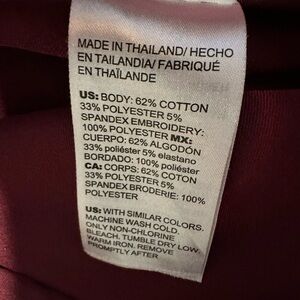 MADE IN THAILAND/ HECHO
EN TAILANDIA/ FABRIQUÉ
EN THAÏLANDE
US: BODY: 62% COTTON
33% POLYESTER 5%
SPANDEX EMBROIDERY:
100% POLYESTER MX:
CUERPO: 62% ALGODÓN
33% poliéster 5% elastano
BORDADO: 100% poliéster
CA: CORPS: 62% COTON
33% POLYESTER 5%
SPANDEX BRODERIE: 100%
POLYESTER
US: WITH SIMILAR COLORS.
MACHINE WASH COLD.
ONLY NON-CHLORINE
BLEACH. TUMBLE DRY LOW.
WARM IRON. REMOVE
PROMPTLY AFTER